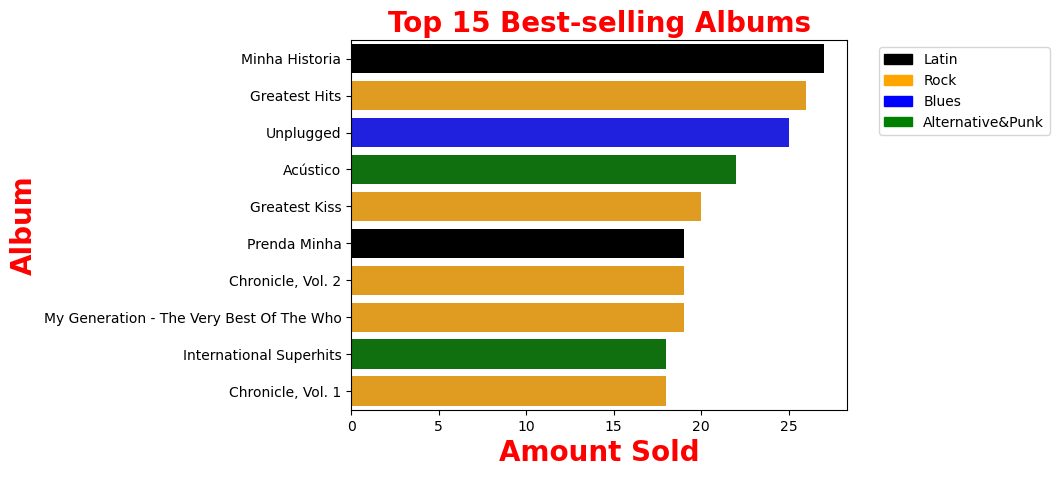 Top 15 Best-selling Albums
Album
Minha Historia
Greatest Hits
Unplugged
Acústico
Greatest Kiss
Prenda Minha
Chronicle, Vol. 2
My Generation - The Very Best Of The Who
International Superhits
Chronicle, Vol. 1
0 5 10 15 20 25
Amount Sold
Latin
Rock
Blues
Alternative&Punk